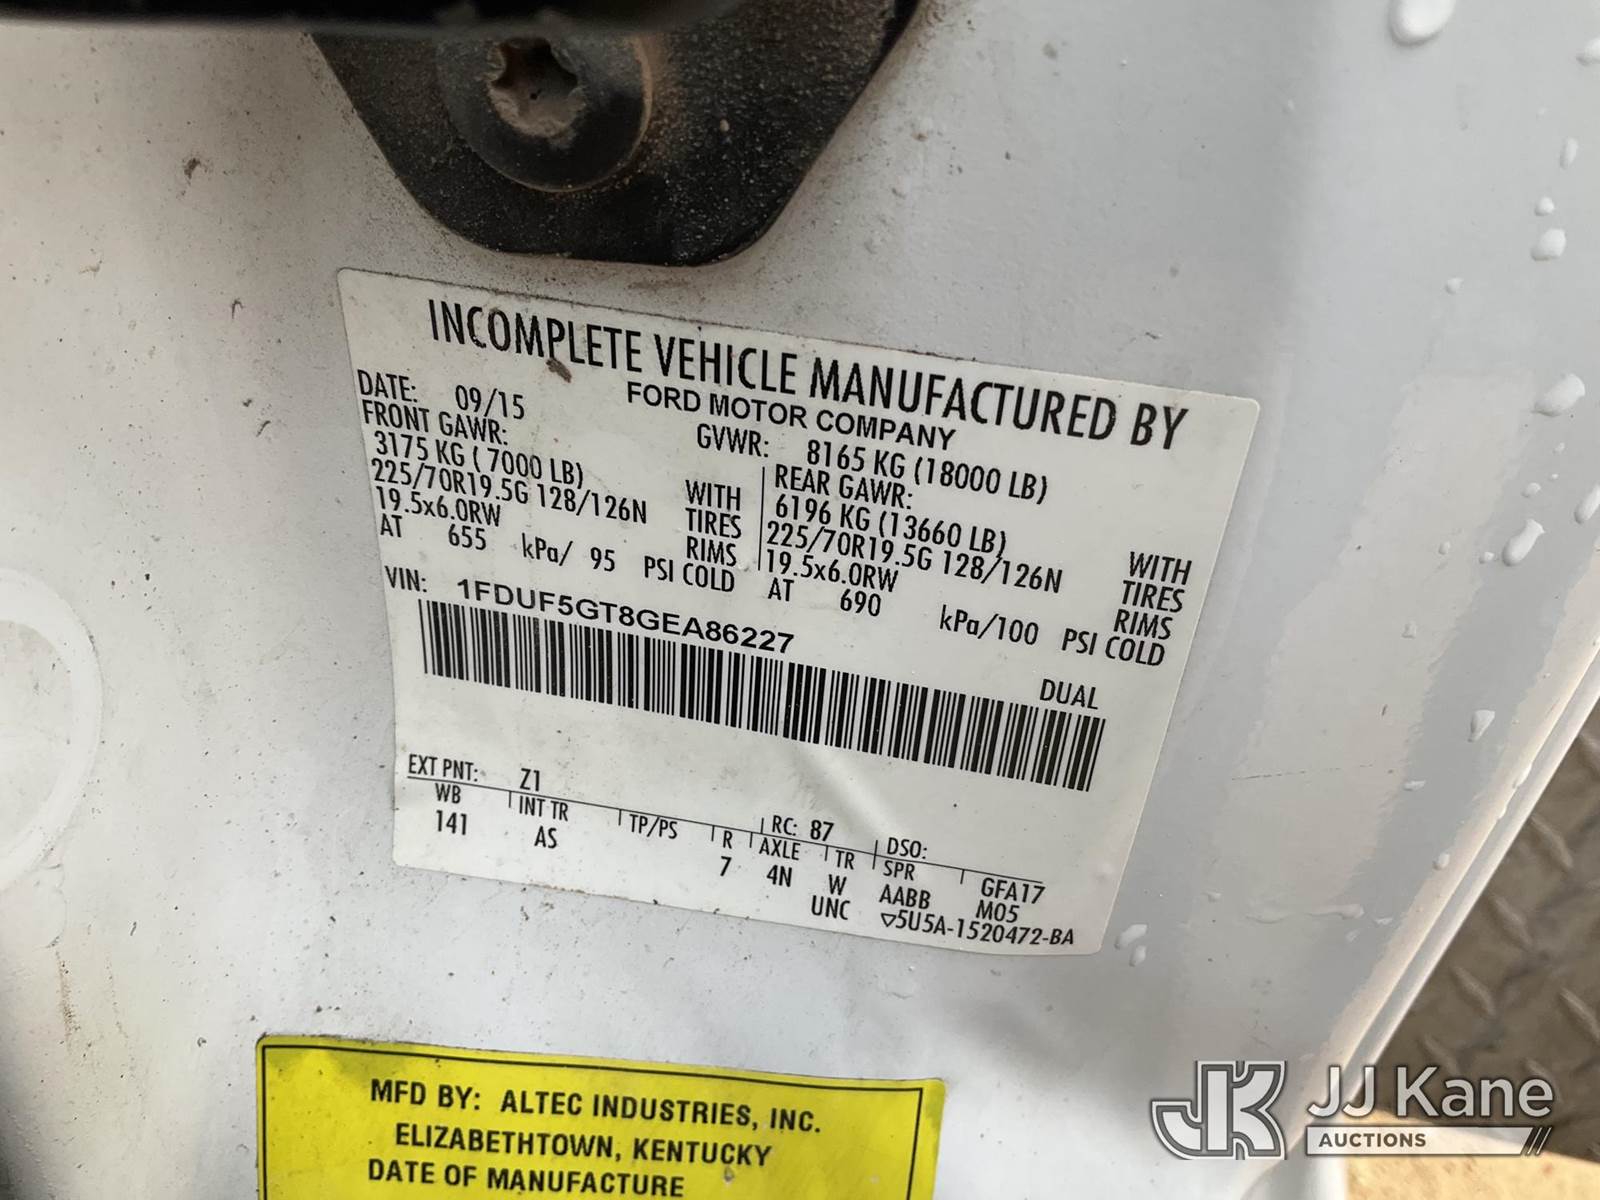 INCOMPLETE VEHICLE MANUFACTURED BY
FORD MOTOR COMPANY
DATE: 09/15 GVWR: 8165 KG (18000 LB)
FRONT GAWR: REAR GAWR:
3175 KG ( 7000 LB) WITH 6196 KG (13660 LB) WITH
225/70R19.5G 128/126N TIRES 225/70R19.5G 128/126N TIRES
19.5x6.0RW RIMS 19.5x6.0RW RIMS
AT 655 kPa/ 95 PSI COLD AT 690 kPa/100 PSI COLD
VIN: 1FDUF5GT8GEA86227
DUAL
EXT PNT: Z1 RC: 87 DSO:
WB INT TR TP/PS R AXLE TR SPR GFA17
141 AS 7 4N W AABB M05
UNC ▽5U5A-1520472-BA
MFD BY: ALTEC INDUSTRIES, INC.
ELIZABETHTOWN, KENTUCKY
DATE OF MANUFACTURE
JK JJ Kane
AUCTIONS